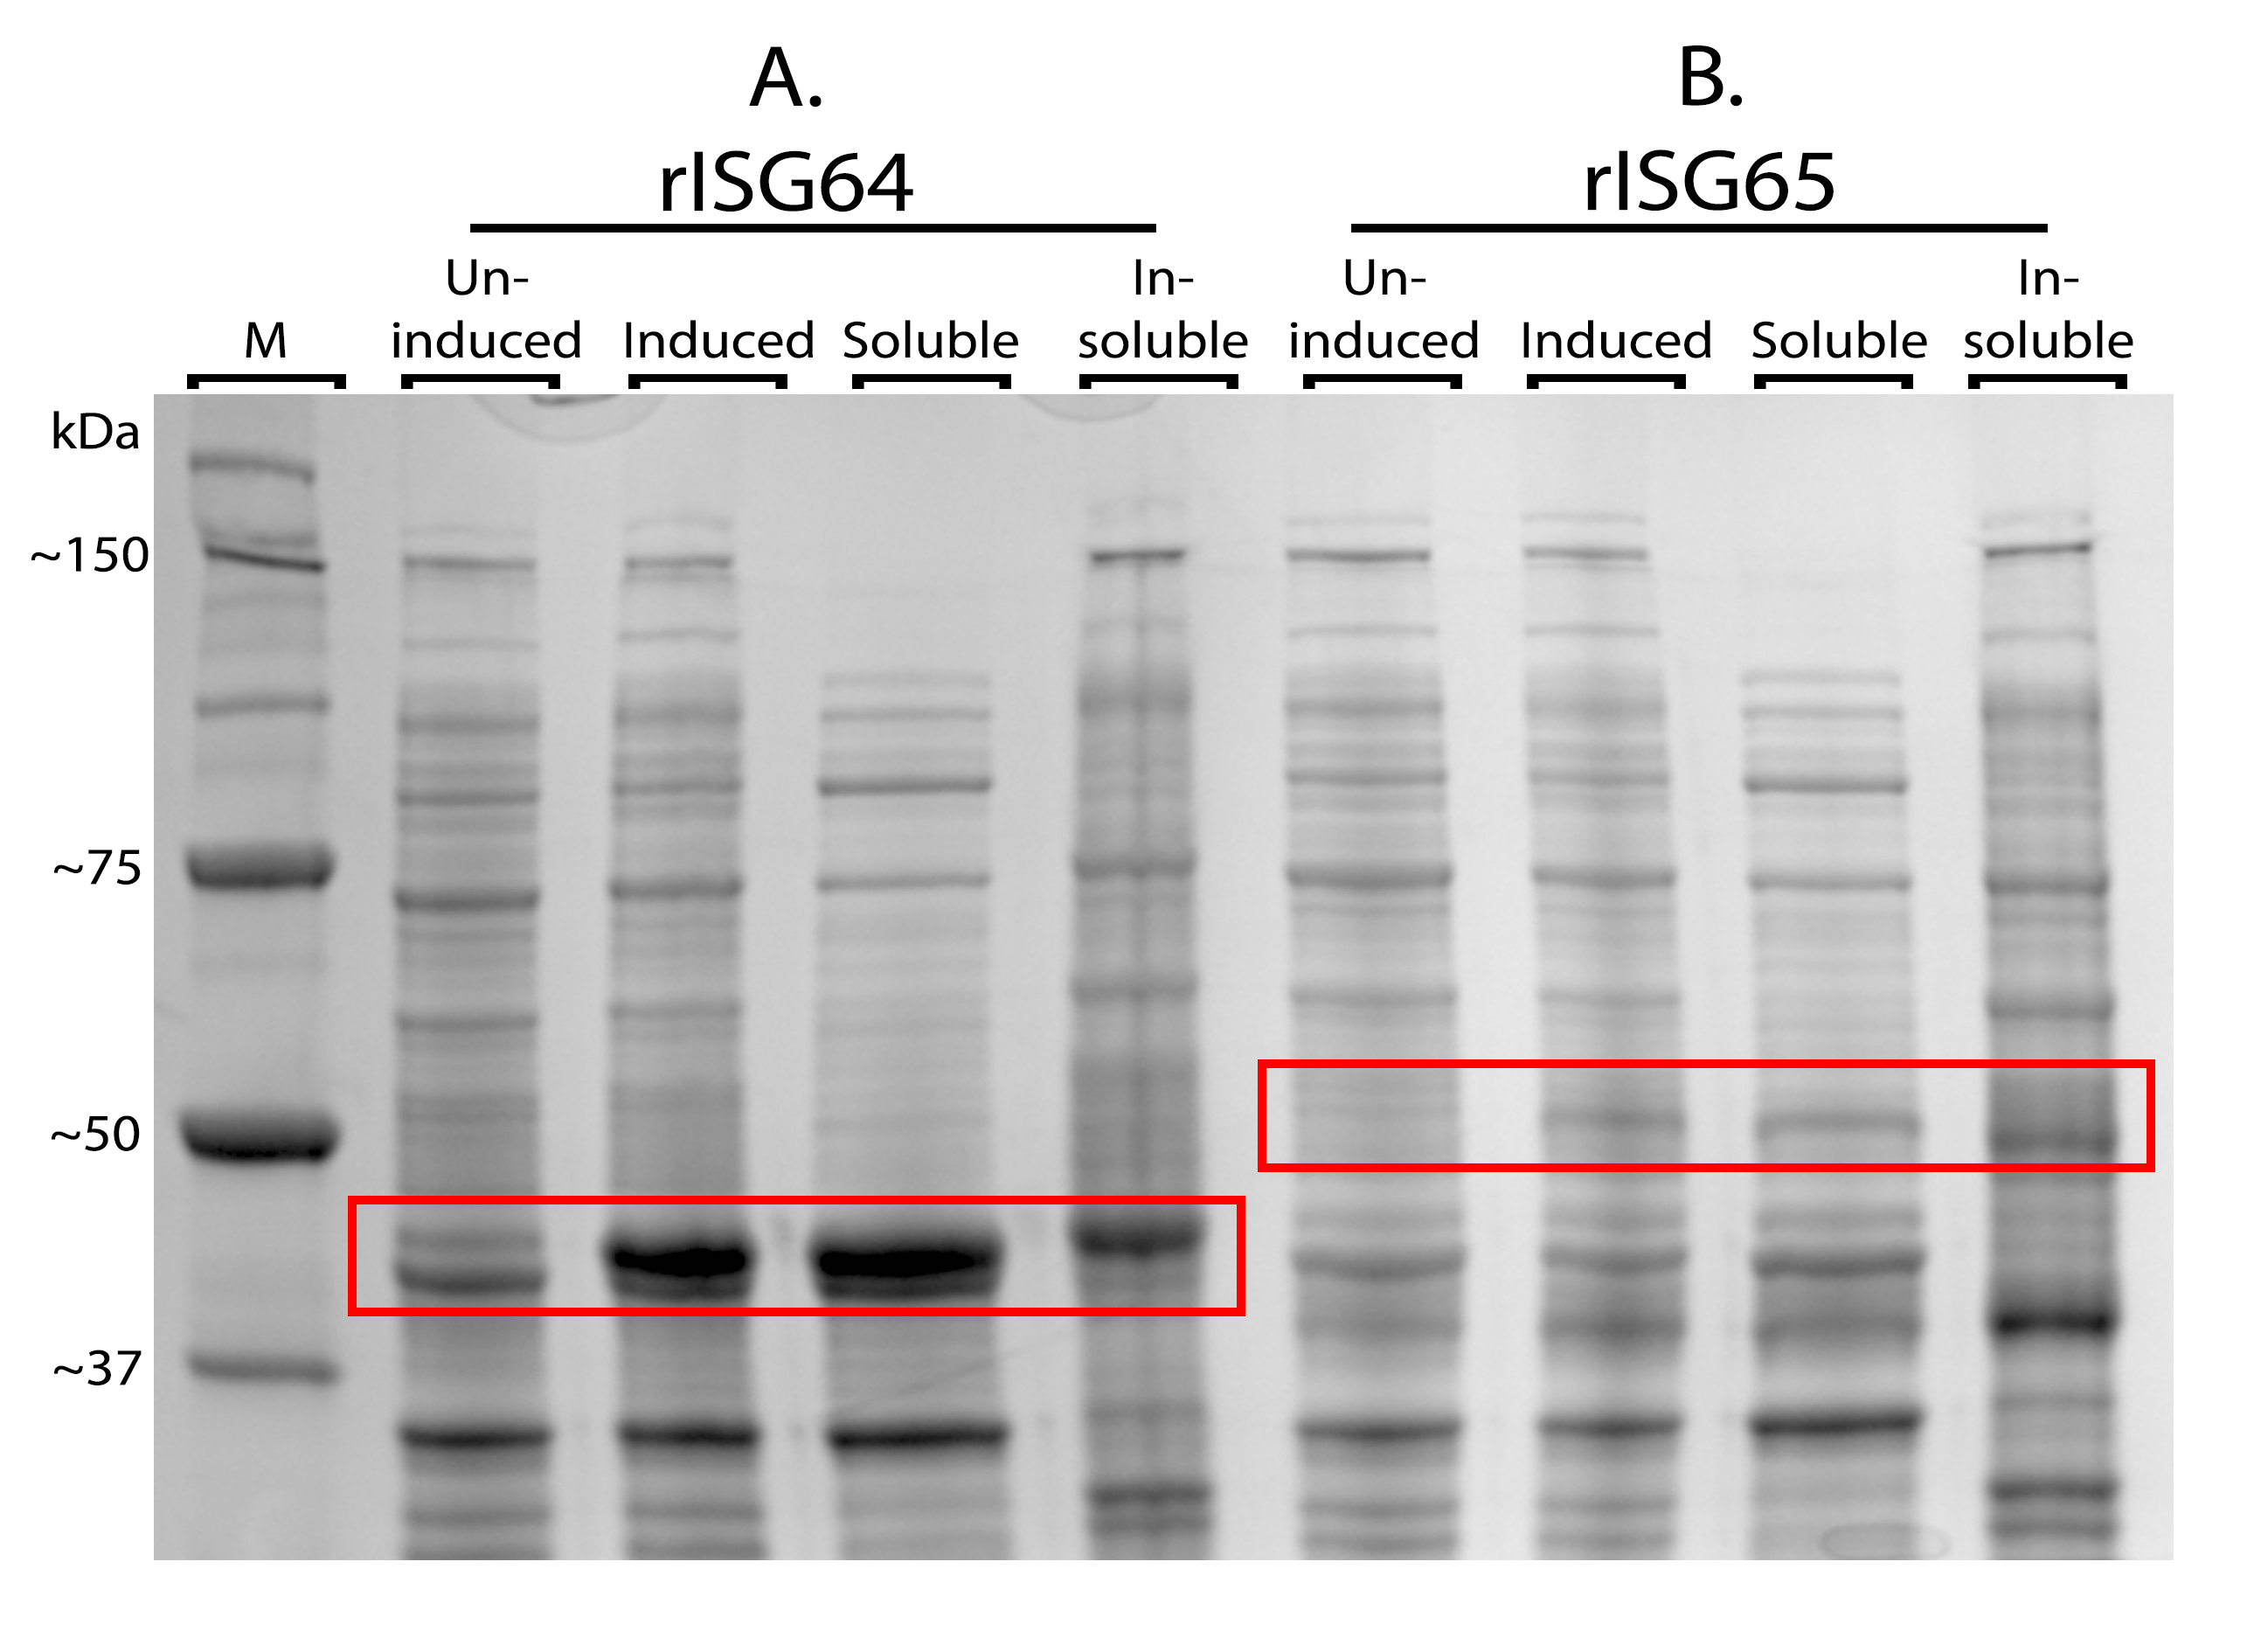 A.
rISG64
B.
rISG65
M
Un-
induced
Induced
Soluble
In-
soluble
Un-
induced
Induced
Soluble
In-
soluble
kDa
~150
~75
~50
~37